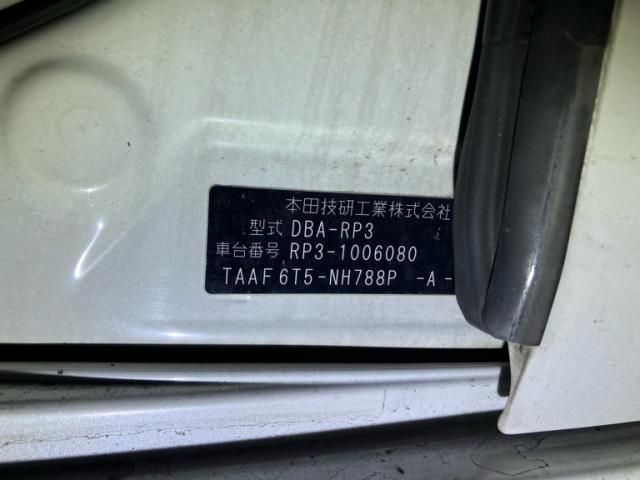 本田技研工業株式会社
型式 DBA-RP3
車台番号 RP3-1006080
TAAF 6T5-NH788P -A -